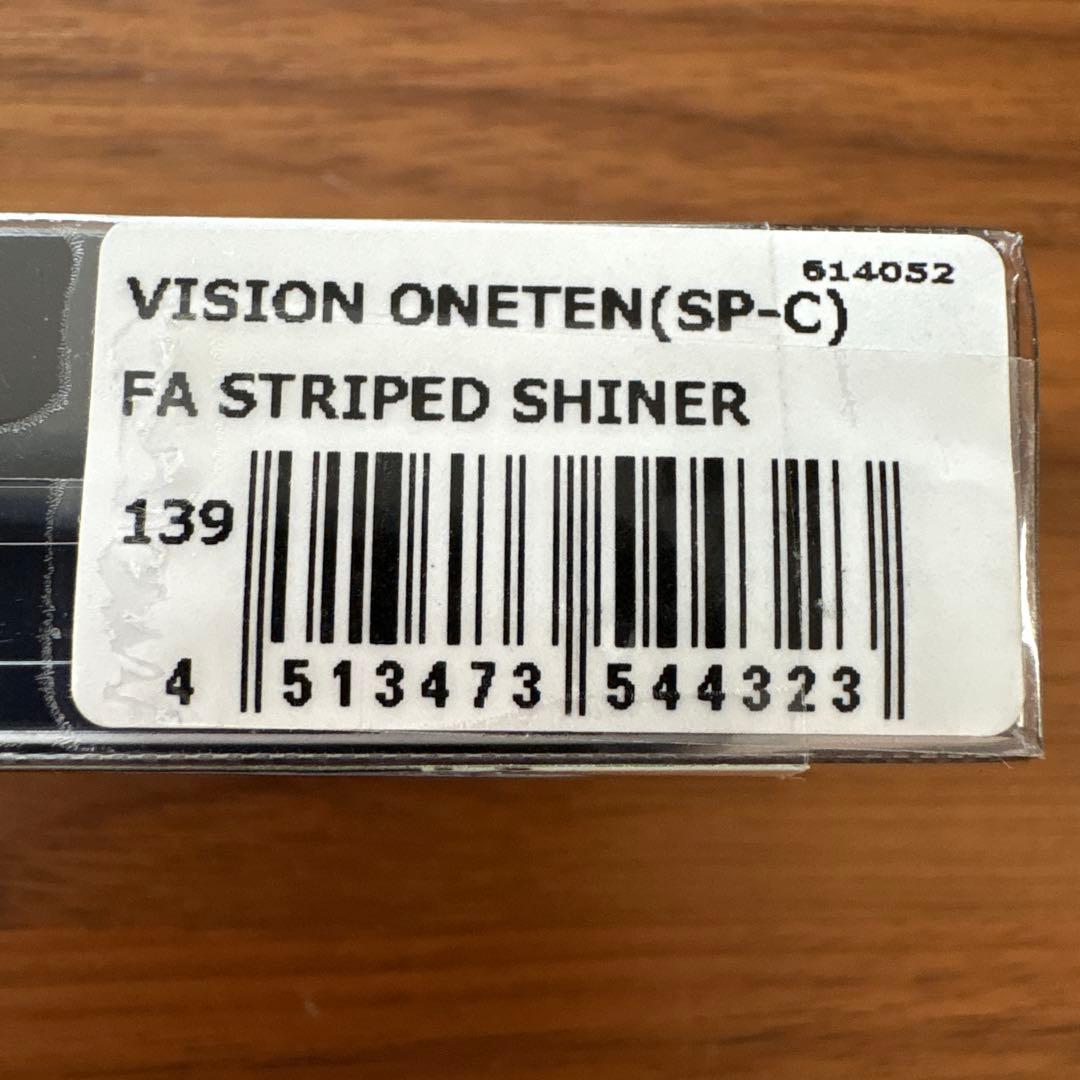 614052
VISION ONETEN(SP-C)
FA STRIPED SHINER
139
4 513473 544323